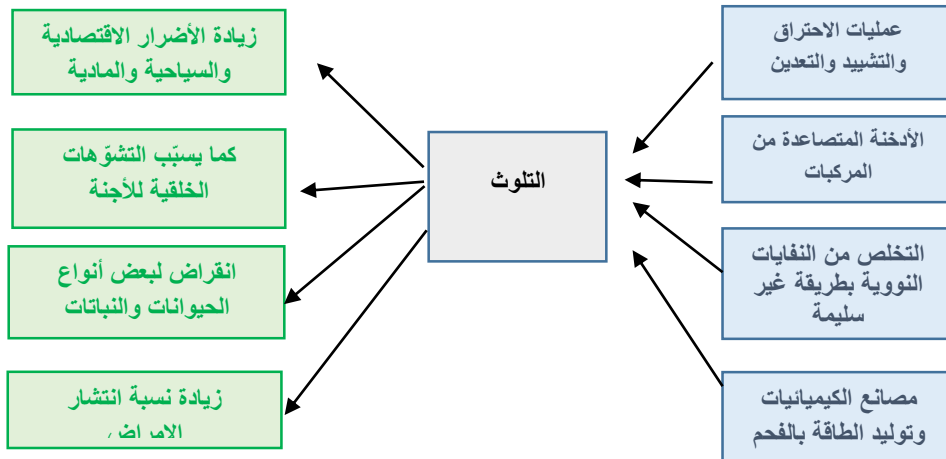 عمليات الاحتراق
والتشييد والتعدين
الأدخنة المتصاعدة من
المركبات
التخلص من النفايات
النووية بطريقة غير
سليمة
مصانع الكيميائيات
وتوليد الطاقة بالفحم
التلوث
زيادة الأضرار الاقتصادية
والسياحية والمادية
كما يسبّب التشوّهات
الخلقية للأجنة
انقراض لبعض أنواع
الحيوانات والنباتات
زيادة نسبة انتشار
الامراض